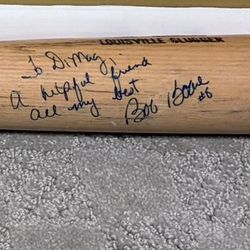 LOUISVILLE SLUGGER
To DiMag,
A helpful friend
all my best
Bob Boone
#8